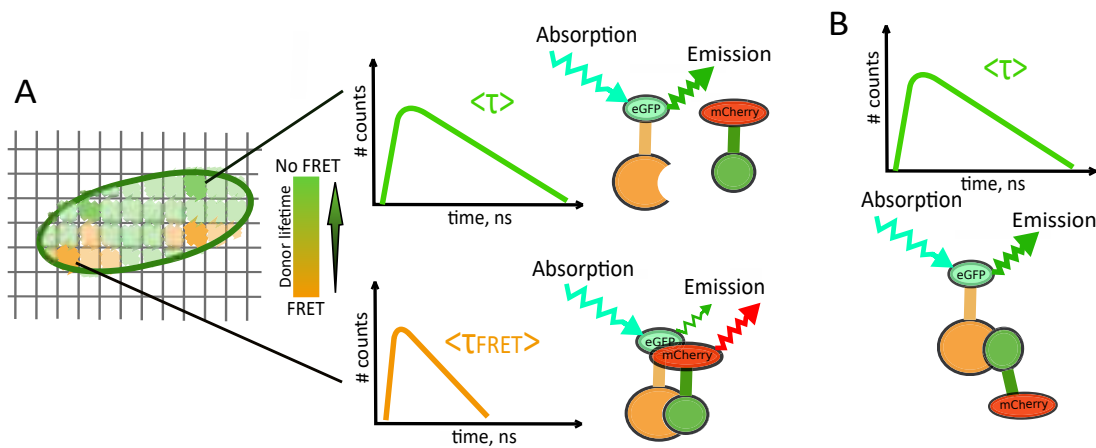 A
No FRET
Donor lifetime
FRET
# counts
<τ>
time, ns
Absorption
Emission
eGFP
mCherry
# counts
<τFRET>
time, ns
Absorption
Emission
eGFP
mCherry
B
# counts
<τ>
time, ns
Absorption
Emission
eGFP
mCherry